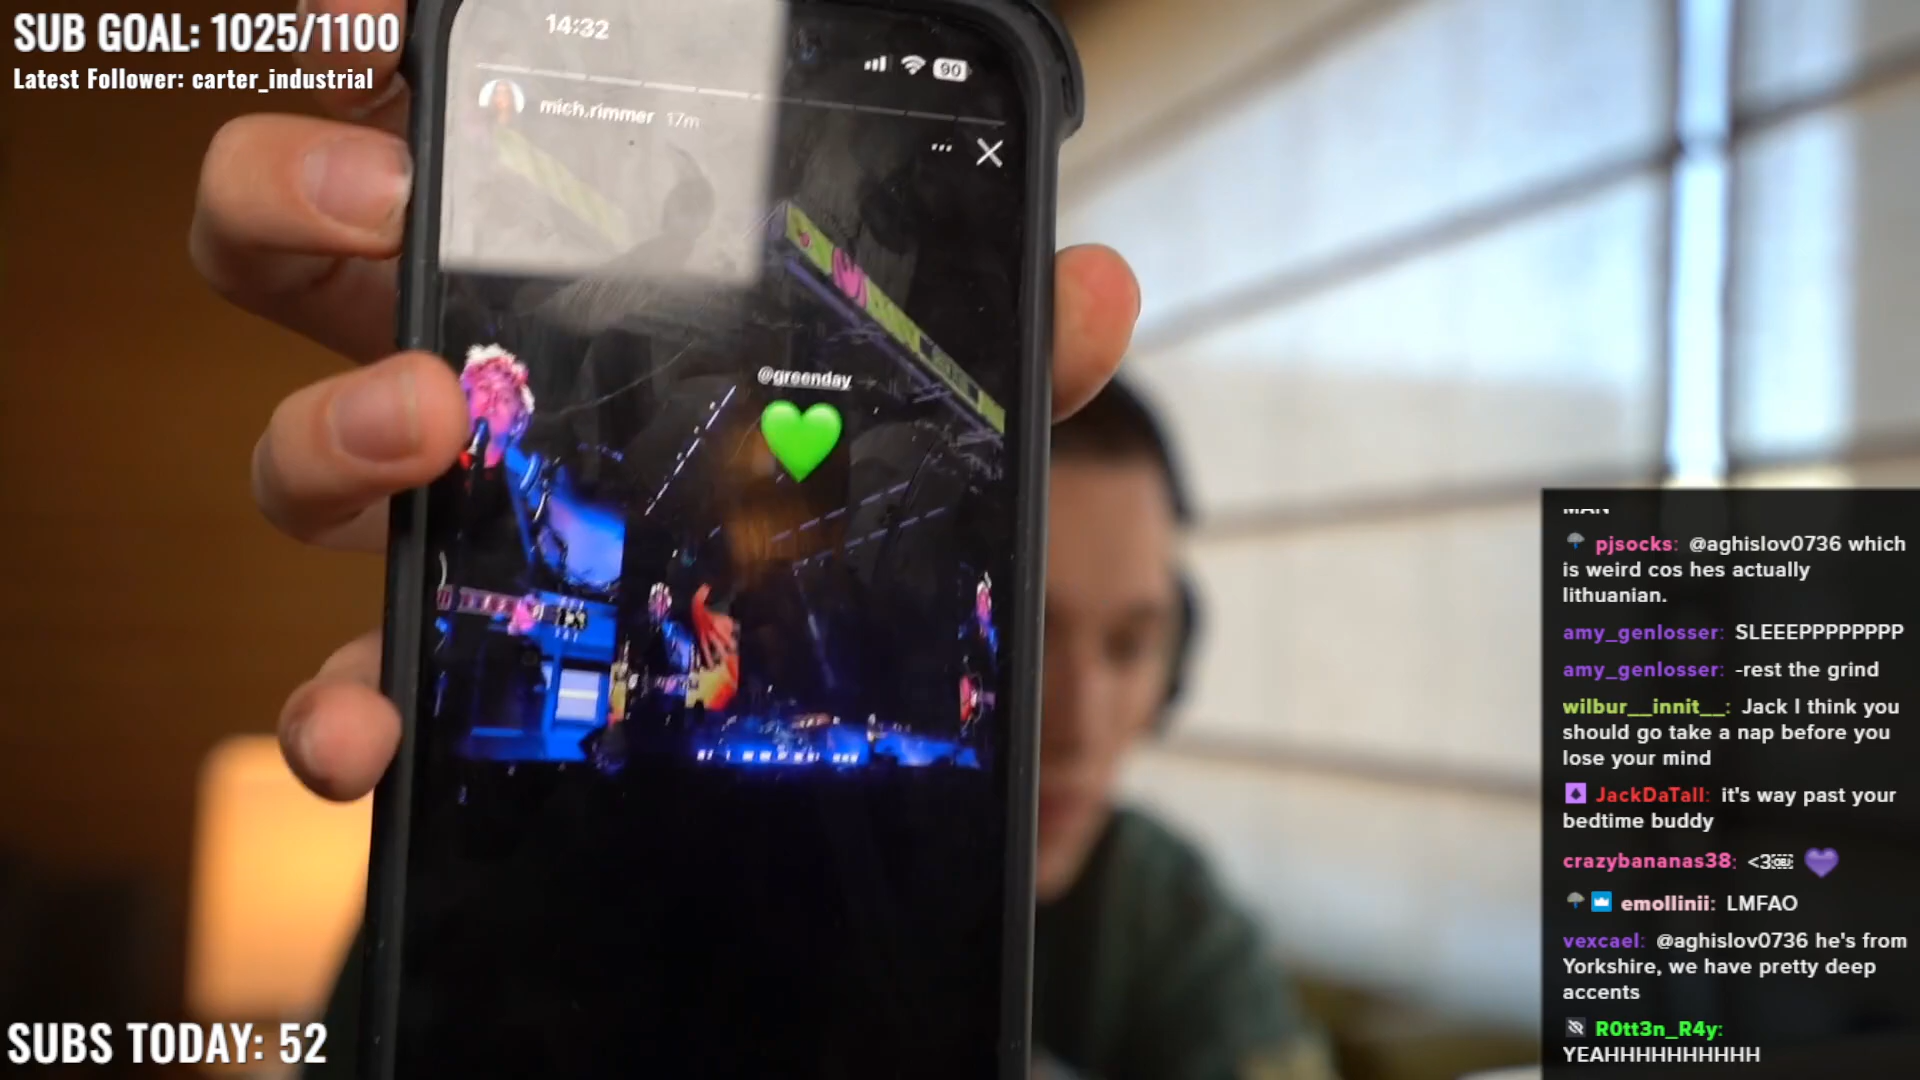 SUB GOAL: 1025/1100
Latest Follower: carter_industrial
14:32
90
mich.rimmer 17m
@greenday
MAN
pjsocks: @aghislov0736 which
is weird cos hes actually
lithuanian.
amy_genlosser: SLEEEPPPPPPPP
amy_genlosser: -rest the grind
wilbur__innit__: Jack I think you
should go take a nap before you
lose your mind
JackDaTall: it's way past your
bedtime buddy
crazybananas38: <3
emollinii: LMFAO
vexcael: @aghislov0736 he's from
Yorkshire, we have pretty deep
accents
R0tt3n_R4y:
YEAHHHHHHHHHHH
SUBS TODAY: 52